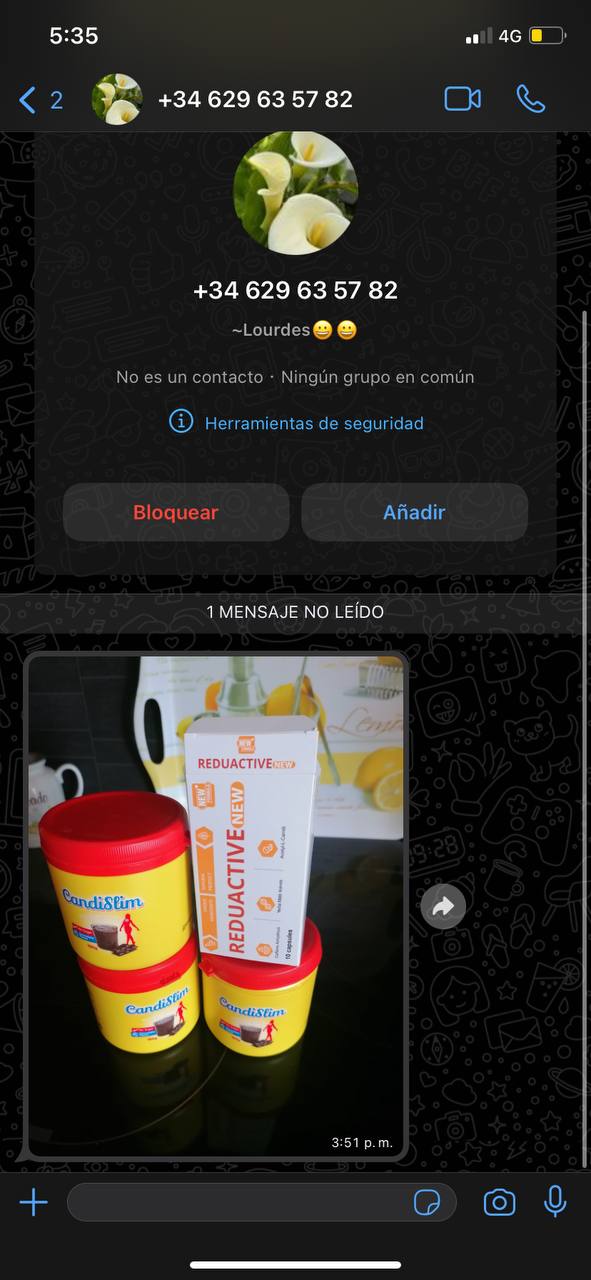 5:35
4G
2
+34 629 63 57 82
+34 629 63 57 82
~Lourdes😀😀
No es un contacto · Ningún grupo en común
Herramientas de seguridad
Bloquear
Añadir
1 MENSAJE NO LEÍDO
NEW
REDUACTIVE NEW
NEW
REDUACTIVE NEW
10 capsules
CandiSlim
CandiSlim
CandiSlim
3:51 p. m.